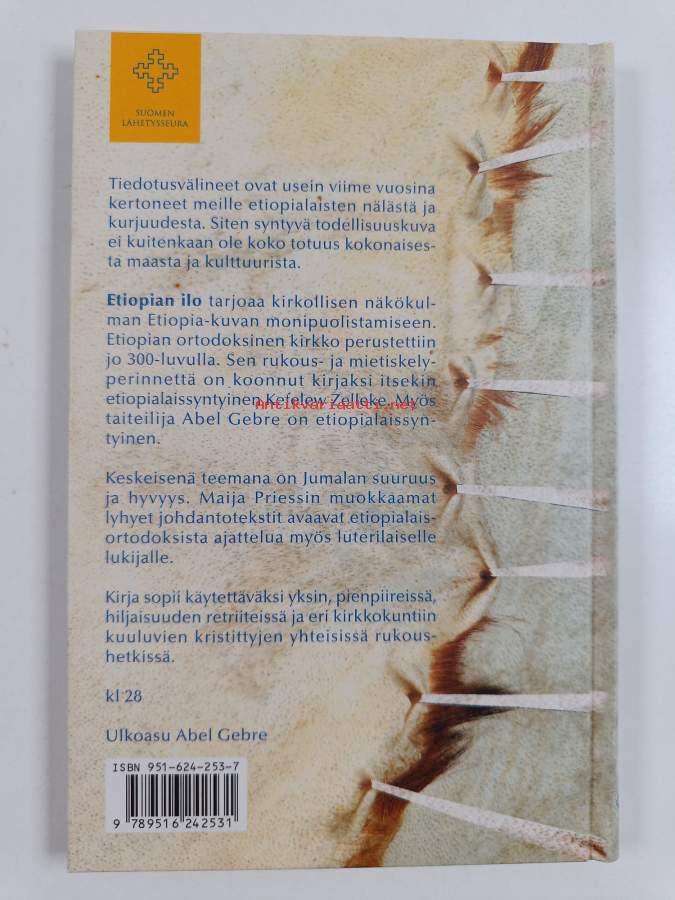 SUOMEN
LÄHETYSSEURA
Tiedotusvälineet ovat usein viime vuosina
kertoneet meille etiopialaisten nälästä ja
kurjuudesta. Siten syntyvä todellisuuskuva
ei kuitenkaan ole koko totuus kokonaises-
ta maasta ja kulttuurista.
Etiopian ilo tarjoaa kirkollisen näkökul-
man Etiopia-kuvan monipuolistamiseen.
Etiopian ortodoksinen kirkko perustettiin
jo 300-luvulla. Sen rukous- ja mietiskely-
perinnettä on koonnut kirjaksi itsekin
etiopialaissyntyinen Kefelew Zelleke. Myös
Antikvariaatti.net
taiteilija Abel Gebre on etiopialaissyn-
tyinen.
Keskeisenä teemana on Jumalan suuruus
ja hyvyys. Maija Priessin muokkaamat
lyhyet johdantotekstit avaavat etiopialais-
ortodoksista ajattelua myös luterilaiselle
lukijalle.
Kirja sopii käytettäväksi yksin, pienpiireissä,
hiljaisuuden retriiteissä ja eri kirkkokuntiin
kuuluvien kristittyjen yhteisissä rukous-
hetkissä.
kl 28
Ulkoasu Abel Gebre
ISBN 951-624-253-7
9 789516 242531